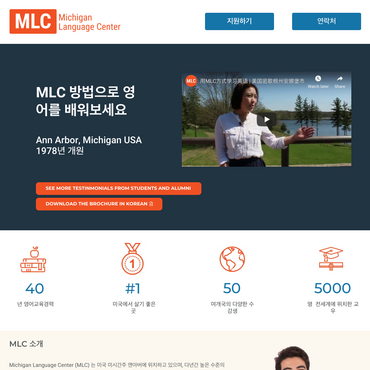 MLC Michigan
Language Center
지원하기
연락처
MLC 방법으로 영
어를 배워보세요
Ann Arbor, Michigan USA
1978년 개원
MLC 用MLC方式学习英语 | 美国密歇根州安娜堡市
Watch later
Share
SEE MORE TESTIMNOMIALS FROM STUDENTS AND ALUMNI
DOWNLOAD THE BROCHURE IN KOREAN
40
년 영어교육경력
#1
미국에서 살기 좋은
곳
50
여개국의 다양한 수
강생
5000
명 전세계에 위치한 교
우
MLC 소개
Michigan Language Center (MLC) 는 미국 미시간주 앤아버에 위치하고 있으며, 다년간 높은 수준의